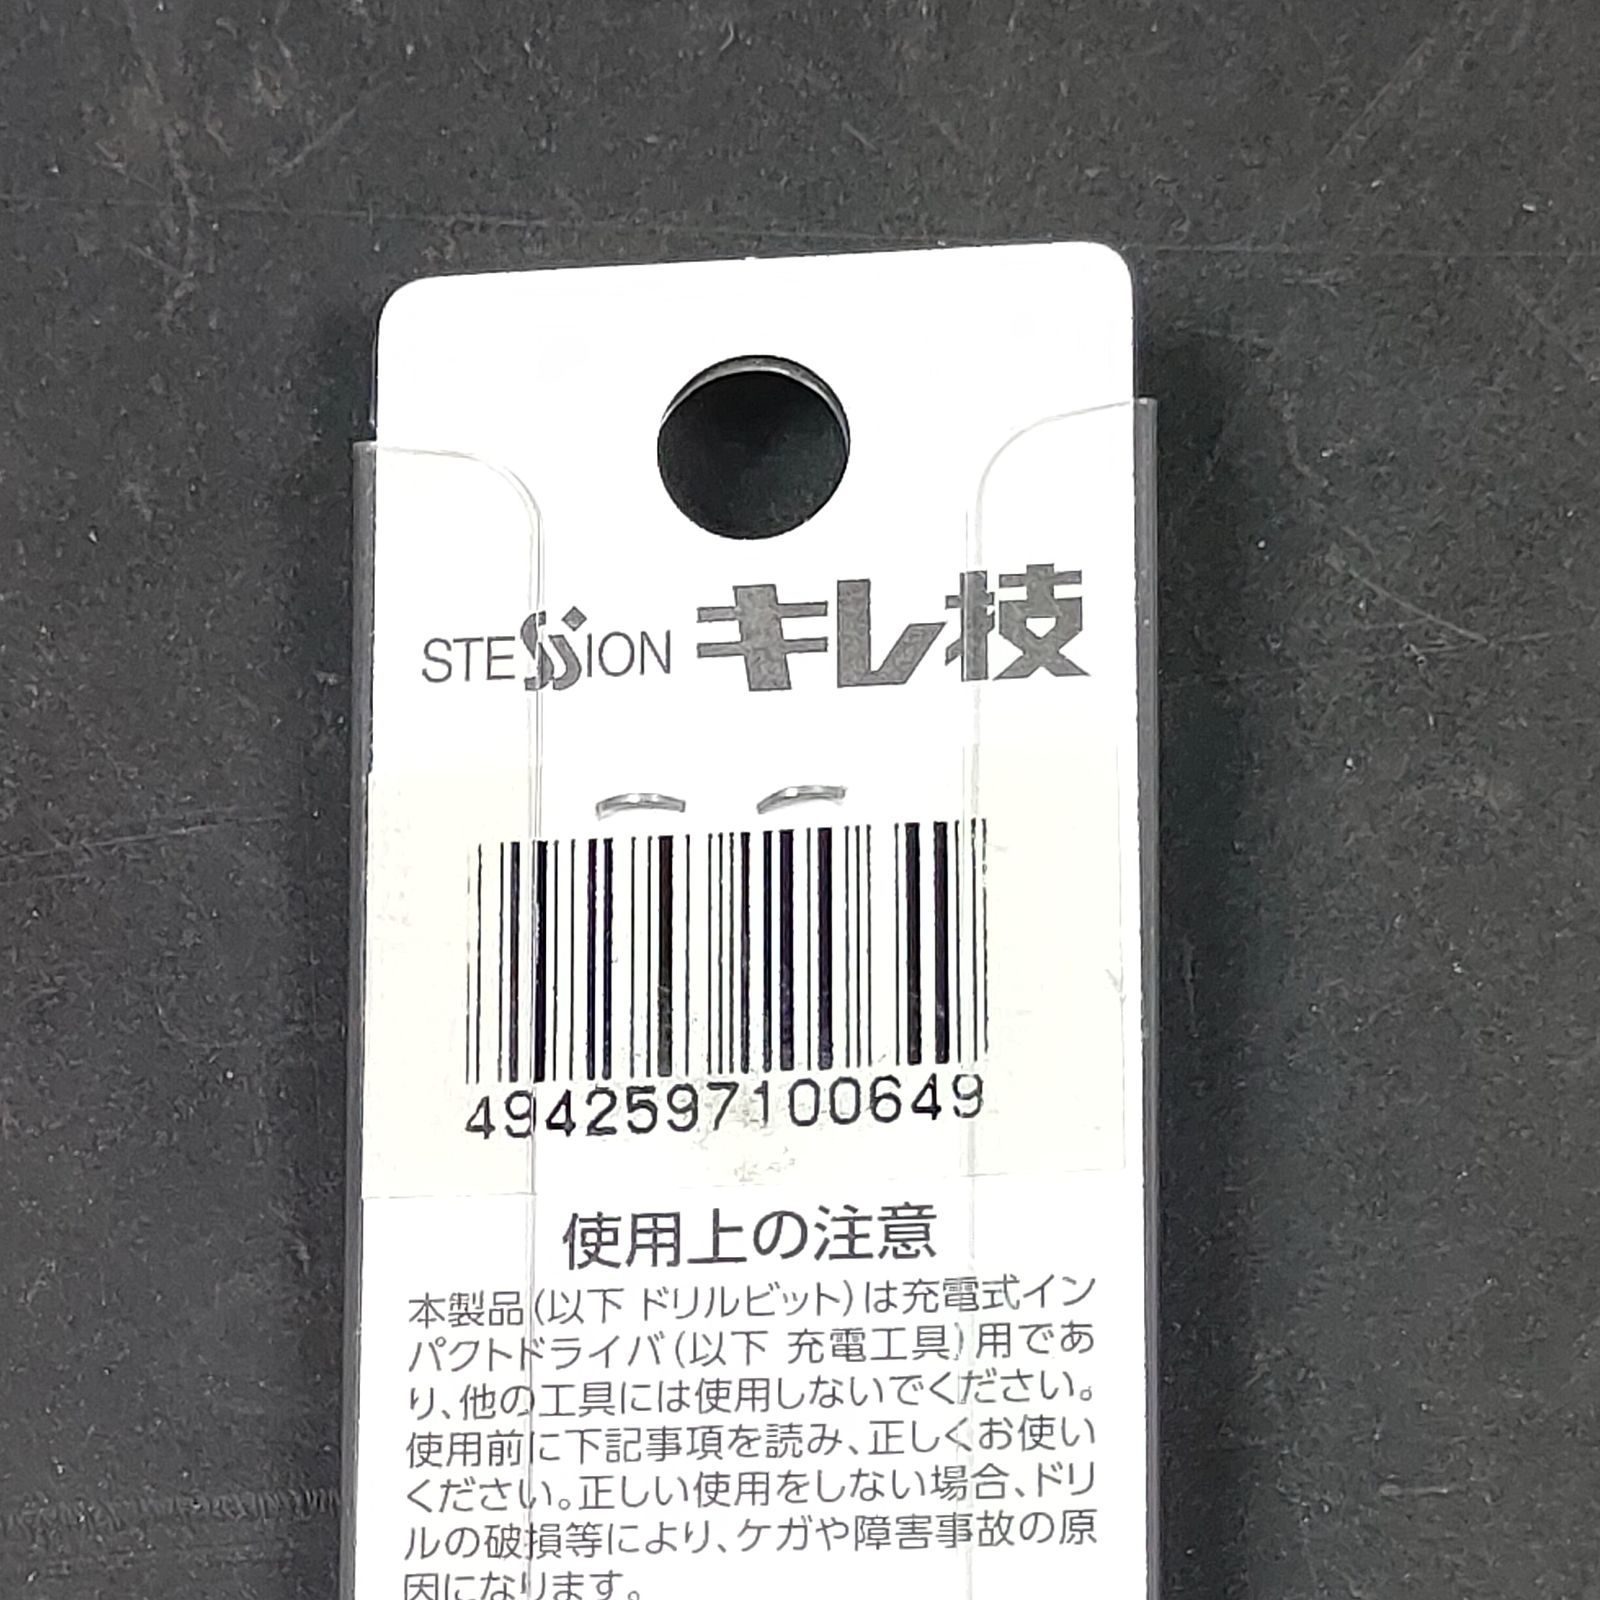 STESSION キレ技
4942597100649
使用上の注意
本製品(以下 ドリルビット)は充電式イン
パクトドライバ(以下 充電工具)用であ
り、他の工具には使用しないでください。
使用前に下記事項を読み、正しくお使い
ください。正しい使用をしない場合、ドリ
ルの破損等により、ケガや障害事故の原
因になります。